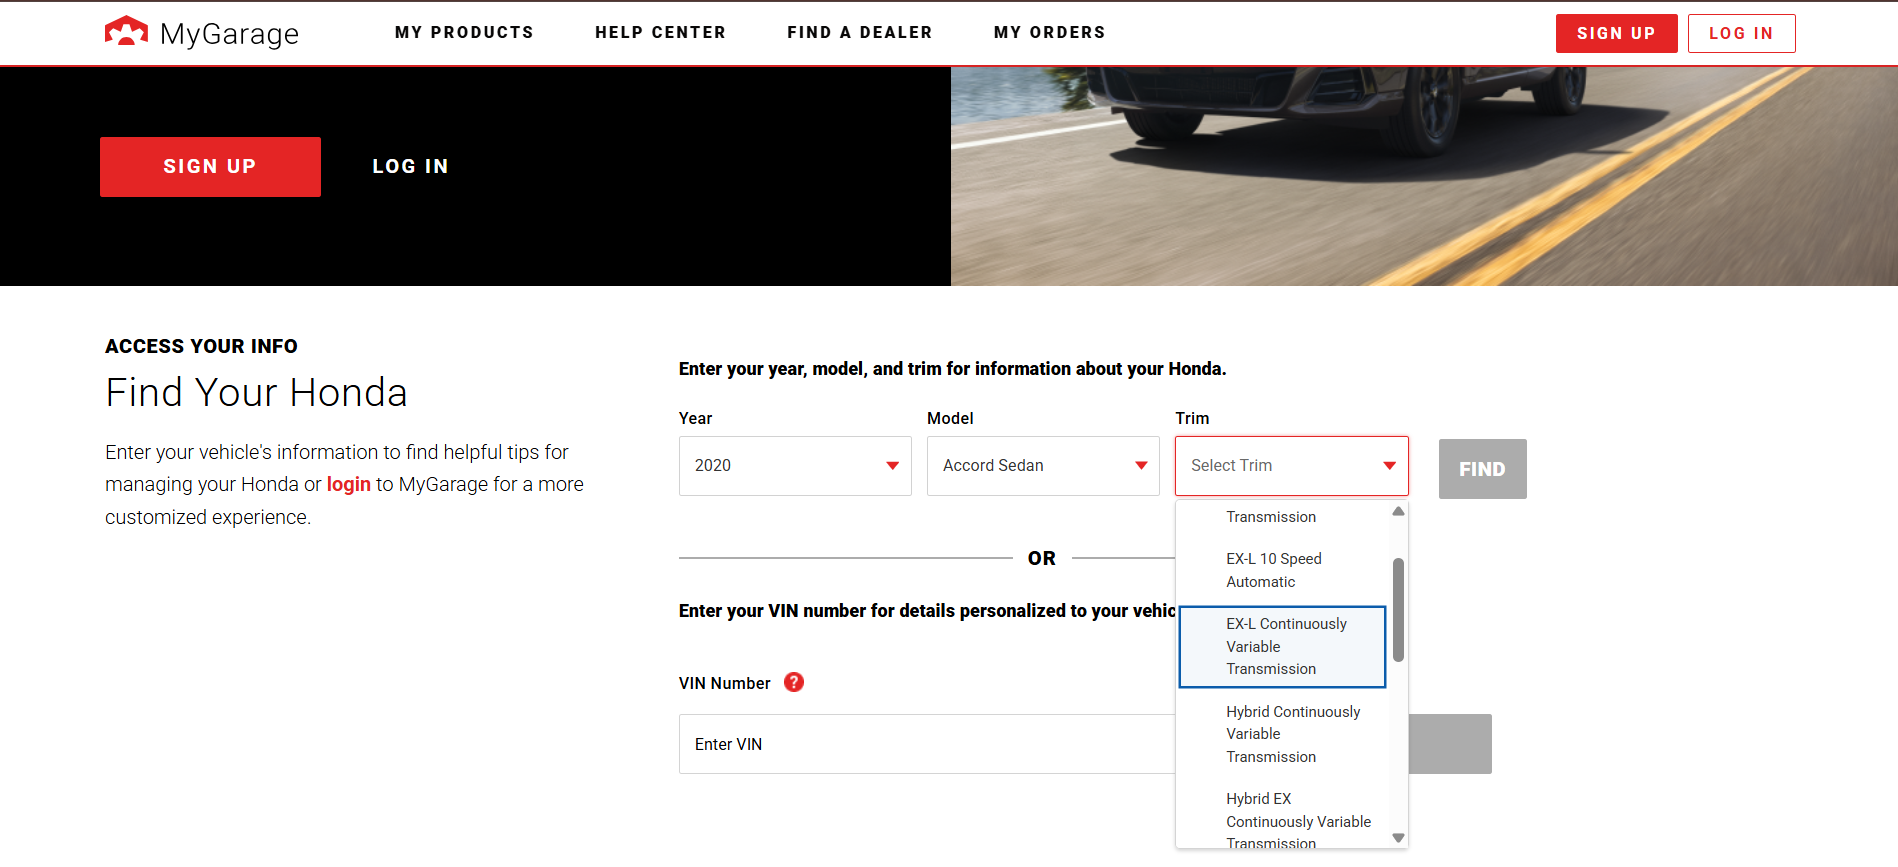 MyGarage
MY PRODUCTS
HELP CENTER
FIND A DEALER
MY ORDERS
SIGN UP
LOG IN
SIGN UP
LOG IN
ACCESS YOUR INFO
Find Your Honda
Enter your vehicle's information to find helpful tips for
managing your Honda or login to MyGarage for a more
customized experience.
Enter your year, model, and trim for information about your Honda.
Year
Model
Trim
2020
Accord Sedan
Select Trim
FIND
Transmission
EX-L 10 Speed
Automatic
EX-L Continuously
Variable
Transmission
Hybrid Continuously
Variable
Transmission
Hybrid EX
Continuously Variable
Transmission
OR
Enter your VIN number for details personalized to your vehic
VIN Number ?
Enter VIN